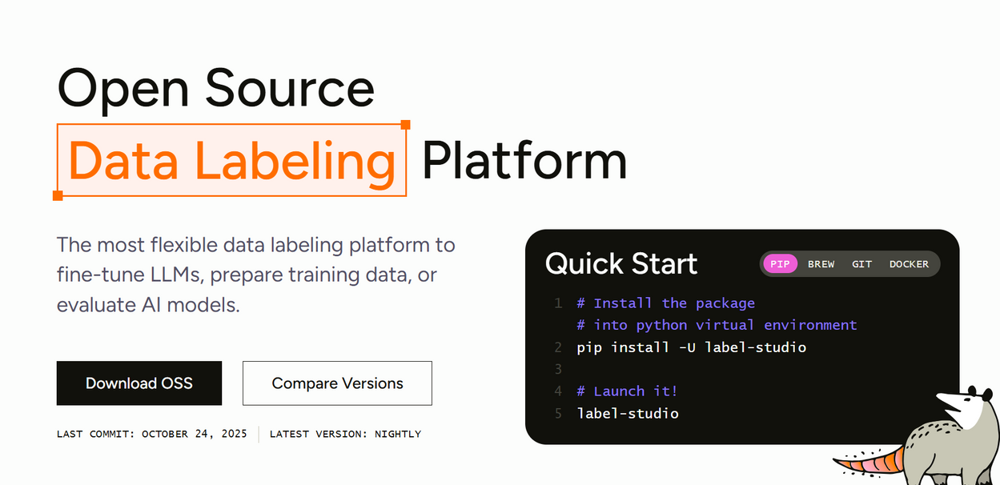 Open Source
Data Labeling Platform
The most flexible data labeling platform to
fine-tune LLMs, prepare training data, or
evaluate AI models.
Download OSS
Compare Versions
LAST COMMIT: OCTOBER 24, 2025
LATEST VERSION: NIGHTLY
Quick Start
PIP BREW GIT DOCKER
1 # Install the package
# into python virtual environment
2 pip install -U label-studio
3
4 # Launch it!
5 label-studio